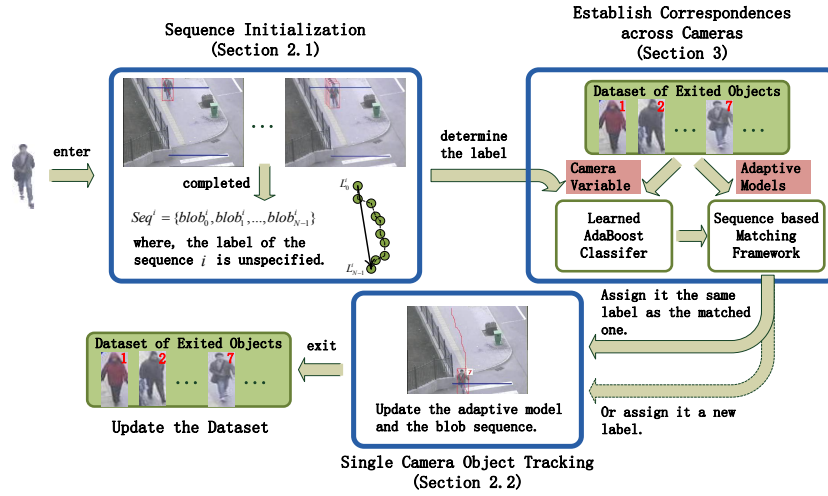 Sequence Initialization
(Section 2.1)
Establish Correspondences
across Cameras
(Section 3)
enter
...
completed
Seq^i = {blob_0^i, blob_1^i, ..., blob_{N-1}^i}
where, the label of the
sequence i is unspecified.
L_0^i
L_{N-1}^i
determine
the label
Dataset of Exited Objects
1 2 ... 7 ...
Camera
Variable
Adaptive
Models
Learned
AdaBoost
Classifer
Sequence based
Matching
Framework
Assign it the same
label as the matched
one.
Or assign it a new
label.
7
Update the adaptive model
and the blob sequence.
Single Camera Object Tracking
(Section 2.2)
exit
Dataset of Exited Objects
1 2 ... 7 ...
Update the Dataset